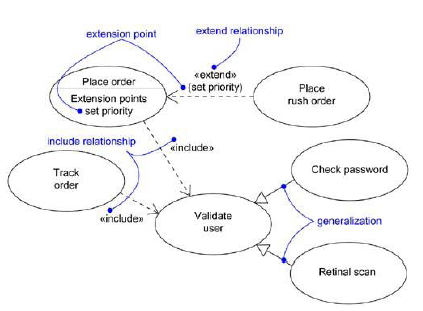 extension point
extend relationship
Place order
Extension points
set priority
«extend»
(set priority)
Place
rush order
include relationship
«include»
Track
order
«include»
Validate
user
Check password
generalization
Retinal scan